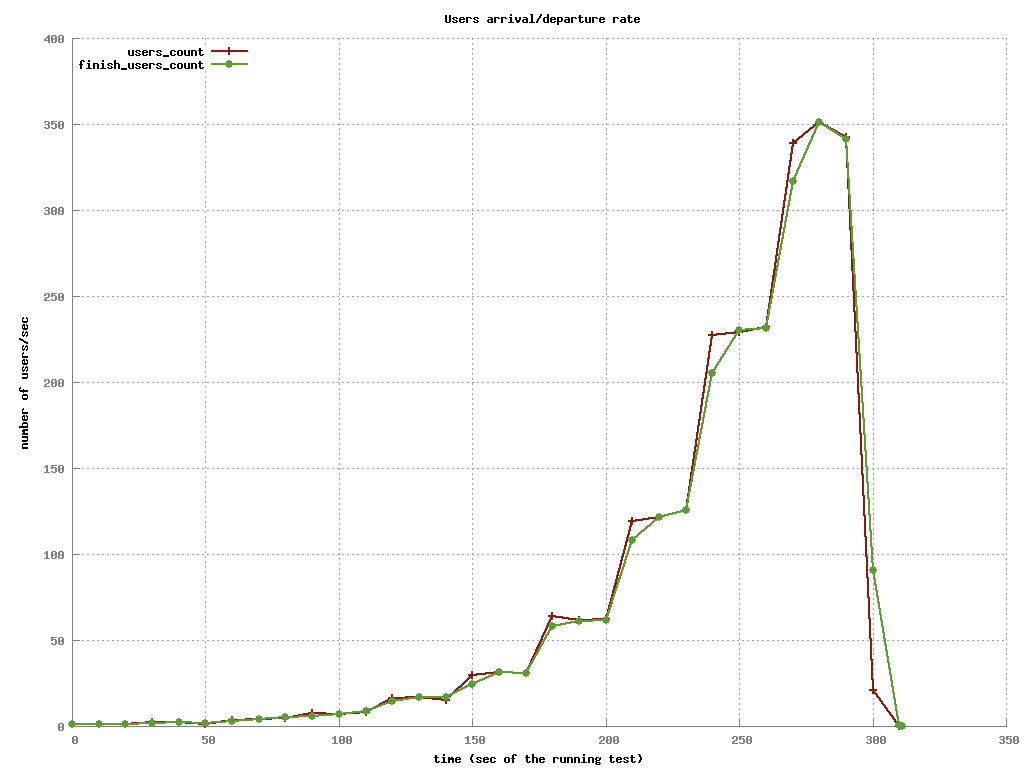 Users arrival/departure rate
400
users_count
finish_users_count
350
300
250
number of users/sec
200
150
100
50
0
0 50 100 150 200 250 300 350
time (sec of the running test)